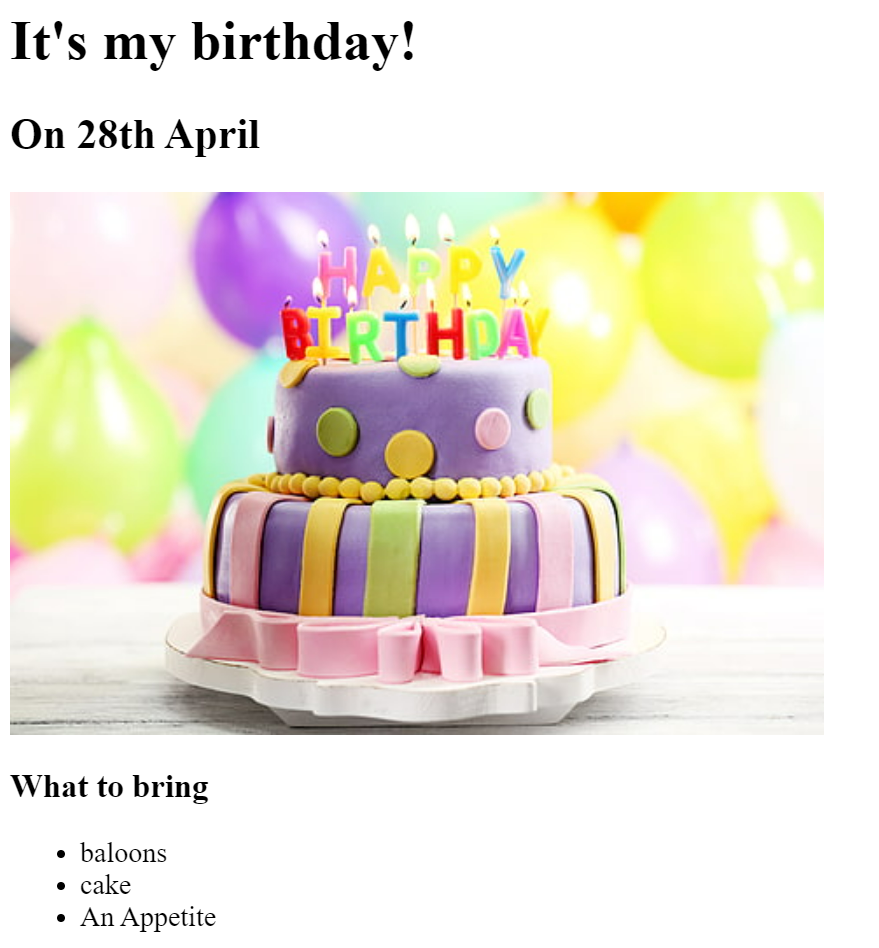 It's my birthday!
On 28th April
HAPPY
BIRTHDAY
What to bring
baloons
cake
An Appetite